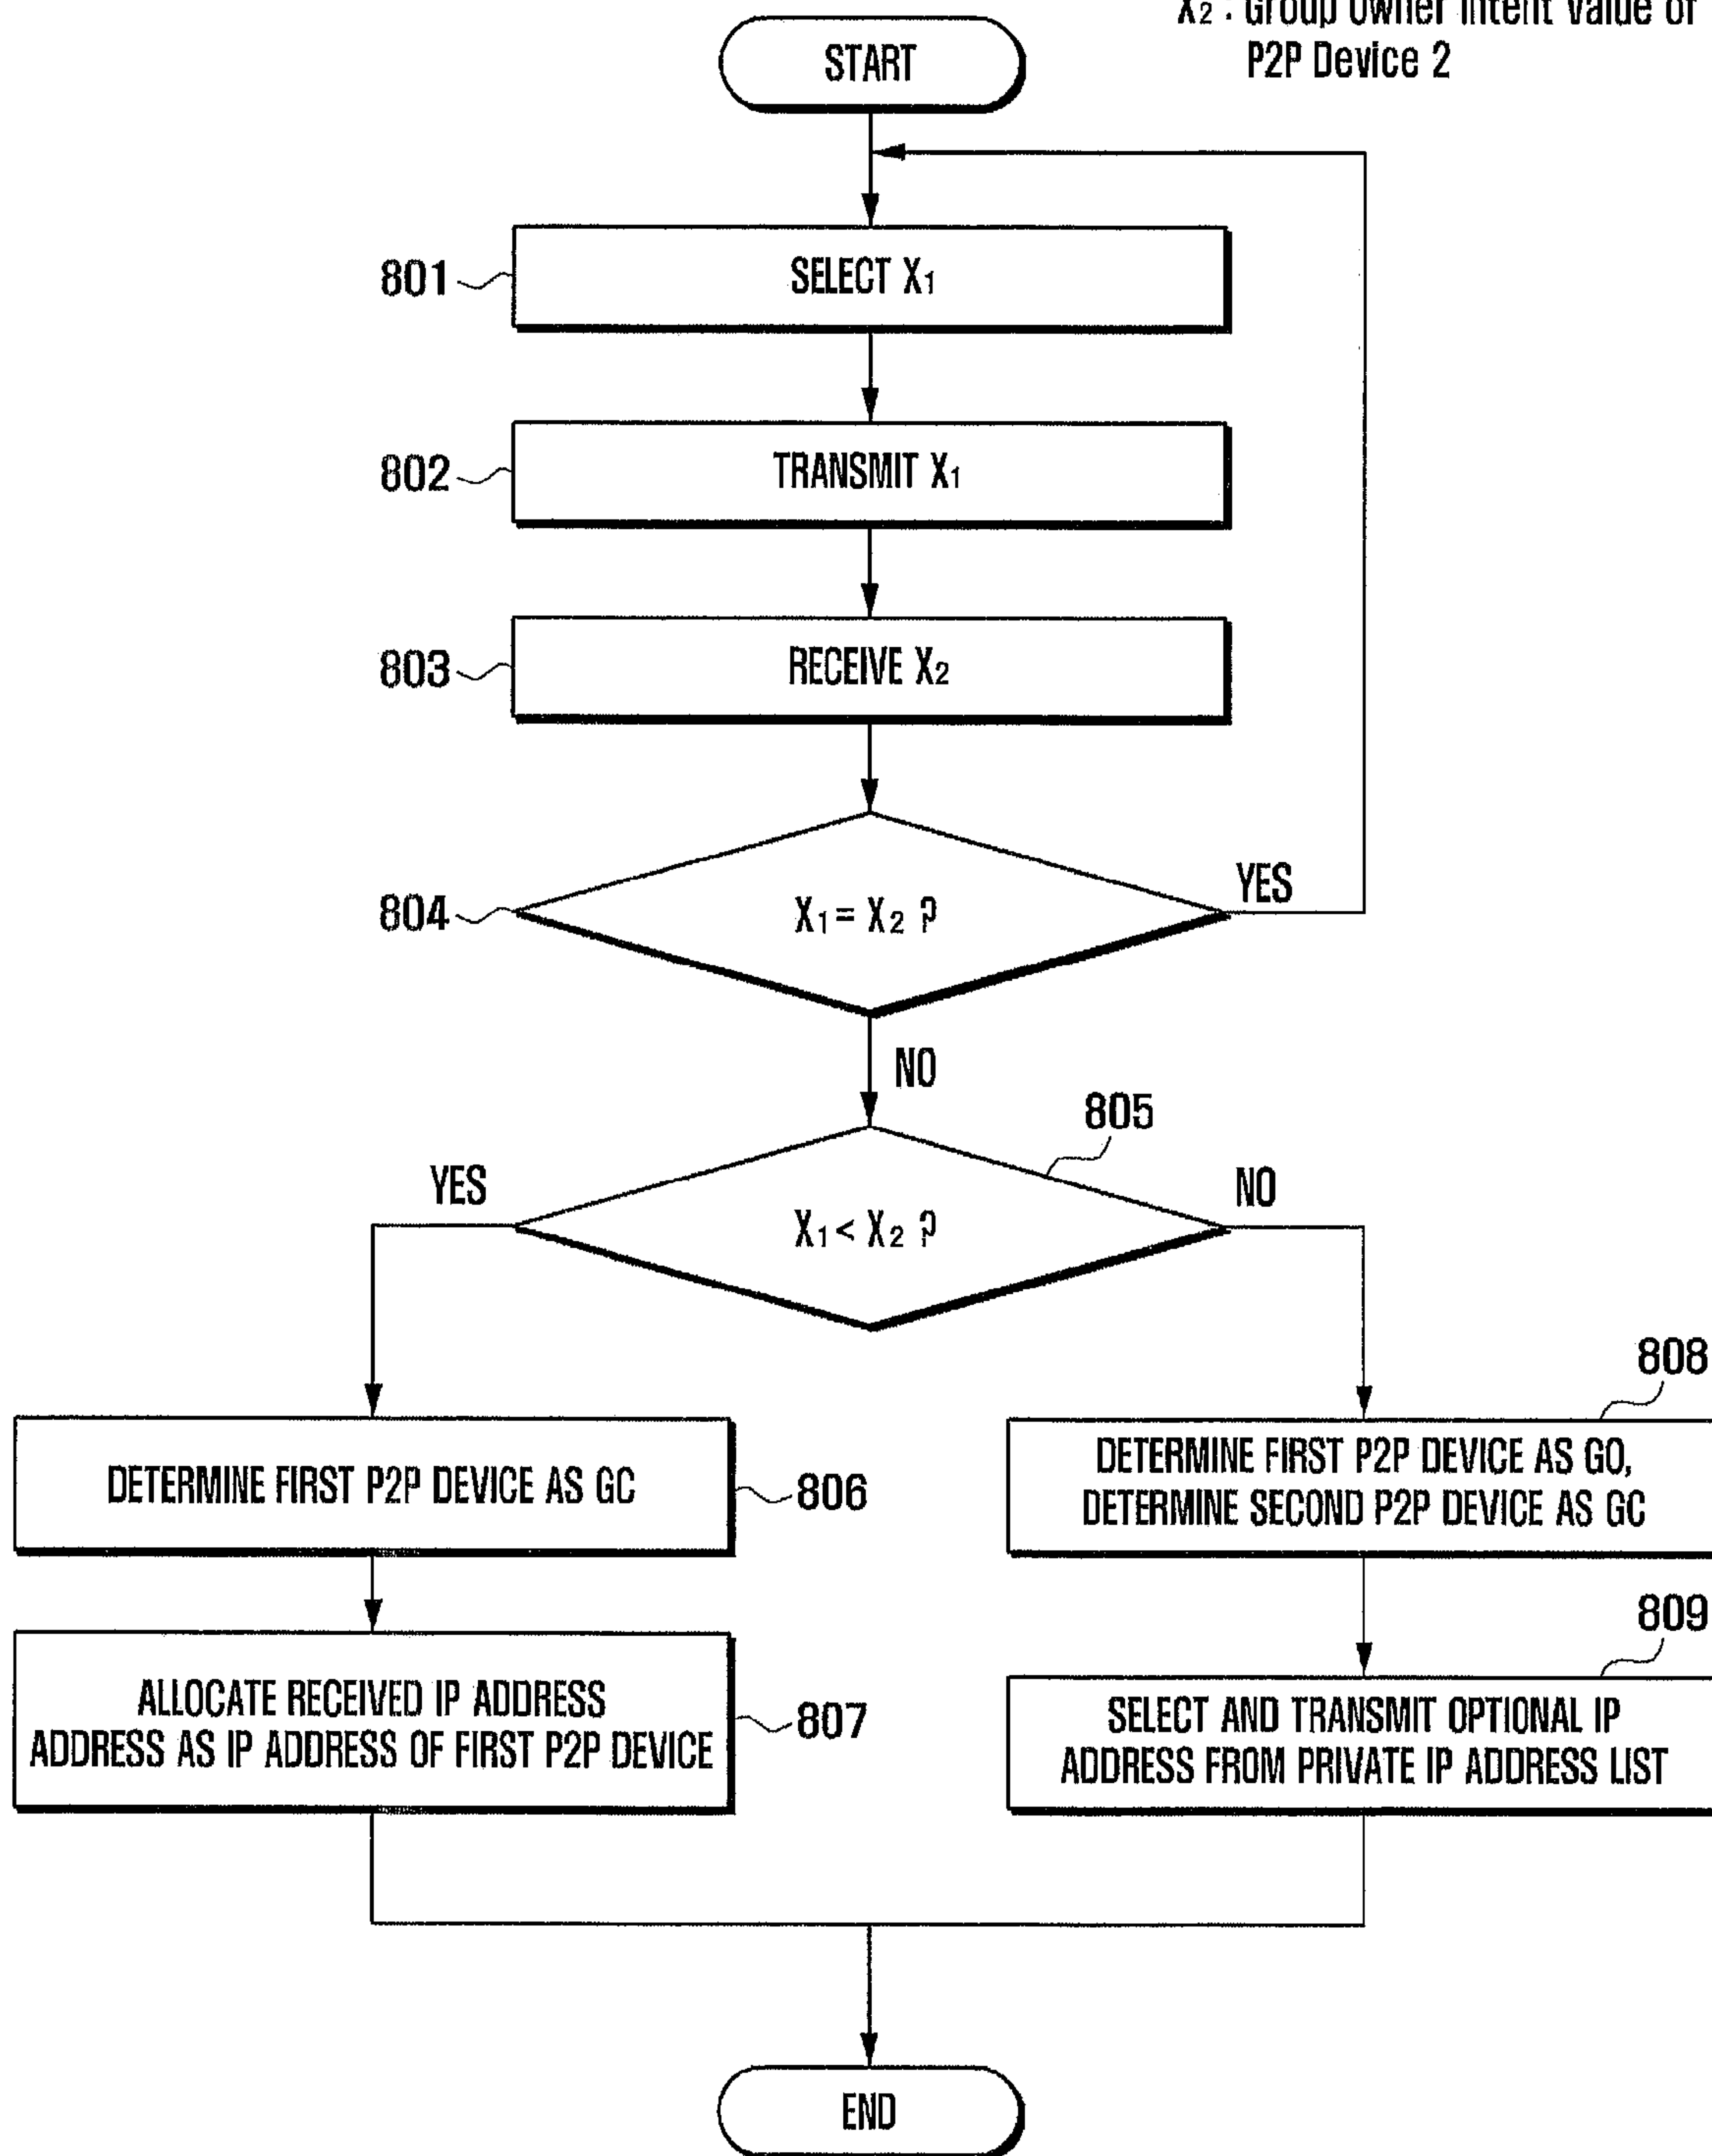 X2 : Group Owner Intent Value of
P2P Device 2
START
801
SELECT X1
802
TRANSMIT X1
803
RECEIVE X2
804
X1 = X2 ?
YES
NO
805
YES
X1 < X2 ?
NO
808
DETERMINE FIRST P2P DEVICE AS GC
806
DETERMINE FIRST P2P DEVICE AS GO,
DETERMINE SECOND P2P DEVICE AS GC
809
ALLOCATE RECEIVED IP ADDRESS
ADDRESS AS IP ADDRESS OF FIRST P2P DEVICE
807
SELECT AND TRANSMIT OPTIONAL IP
ADDRESS FROM PRIVATE IP ADDRESS LIST
END